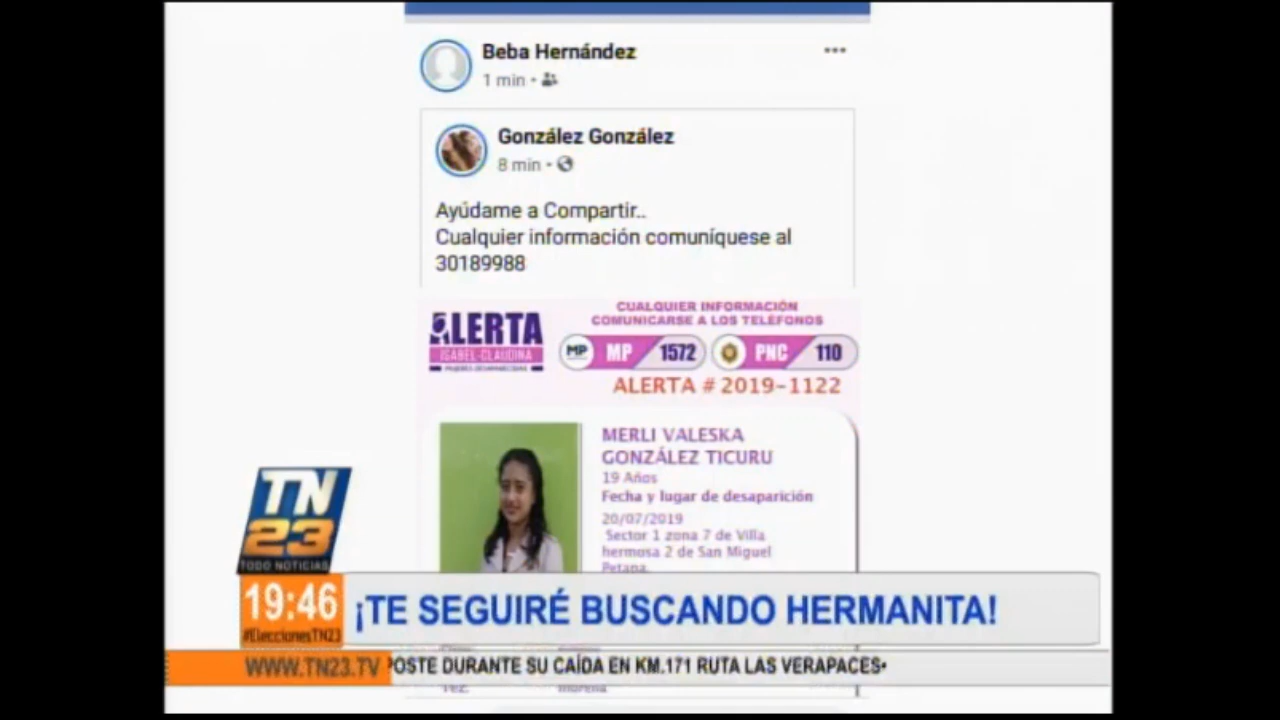 Beba Hernández
1 min
González González
8 min
Ayúdame a Compartir..
Cualquier información comuníquese al
30189988
CUALQUIER INFORMACIÓN
COMUNICARSE A LOS TELÉFONOS
ALERTA
ISABEL-CLAUDINA
MUJERES DESAPARECIDAS
MP MP 1572
PNC 110
ALERTA # 2019-1122
MERLI VALESKA
GONZÁLEZ TICURU
19 Años
Fecha y lugar de desaparición
20/07/2019
Sector 1 zona 7 de Villa
hermosa 2 de San Miguel
Petapa.
TN
23
TODO NOTICIAS
19:46
#EleccionesTN23
¡TE SEGUIRÉ BUSCANDO HERMANITA!
WWW.TN23.TV
POSTE DURANTE SU CAÍDA EN KM.171 RUTA LAS VERAPACES•
Tez:
morena